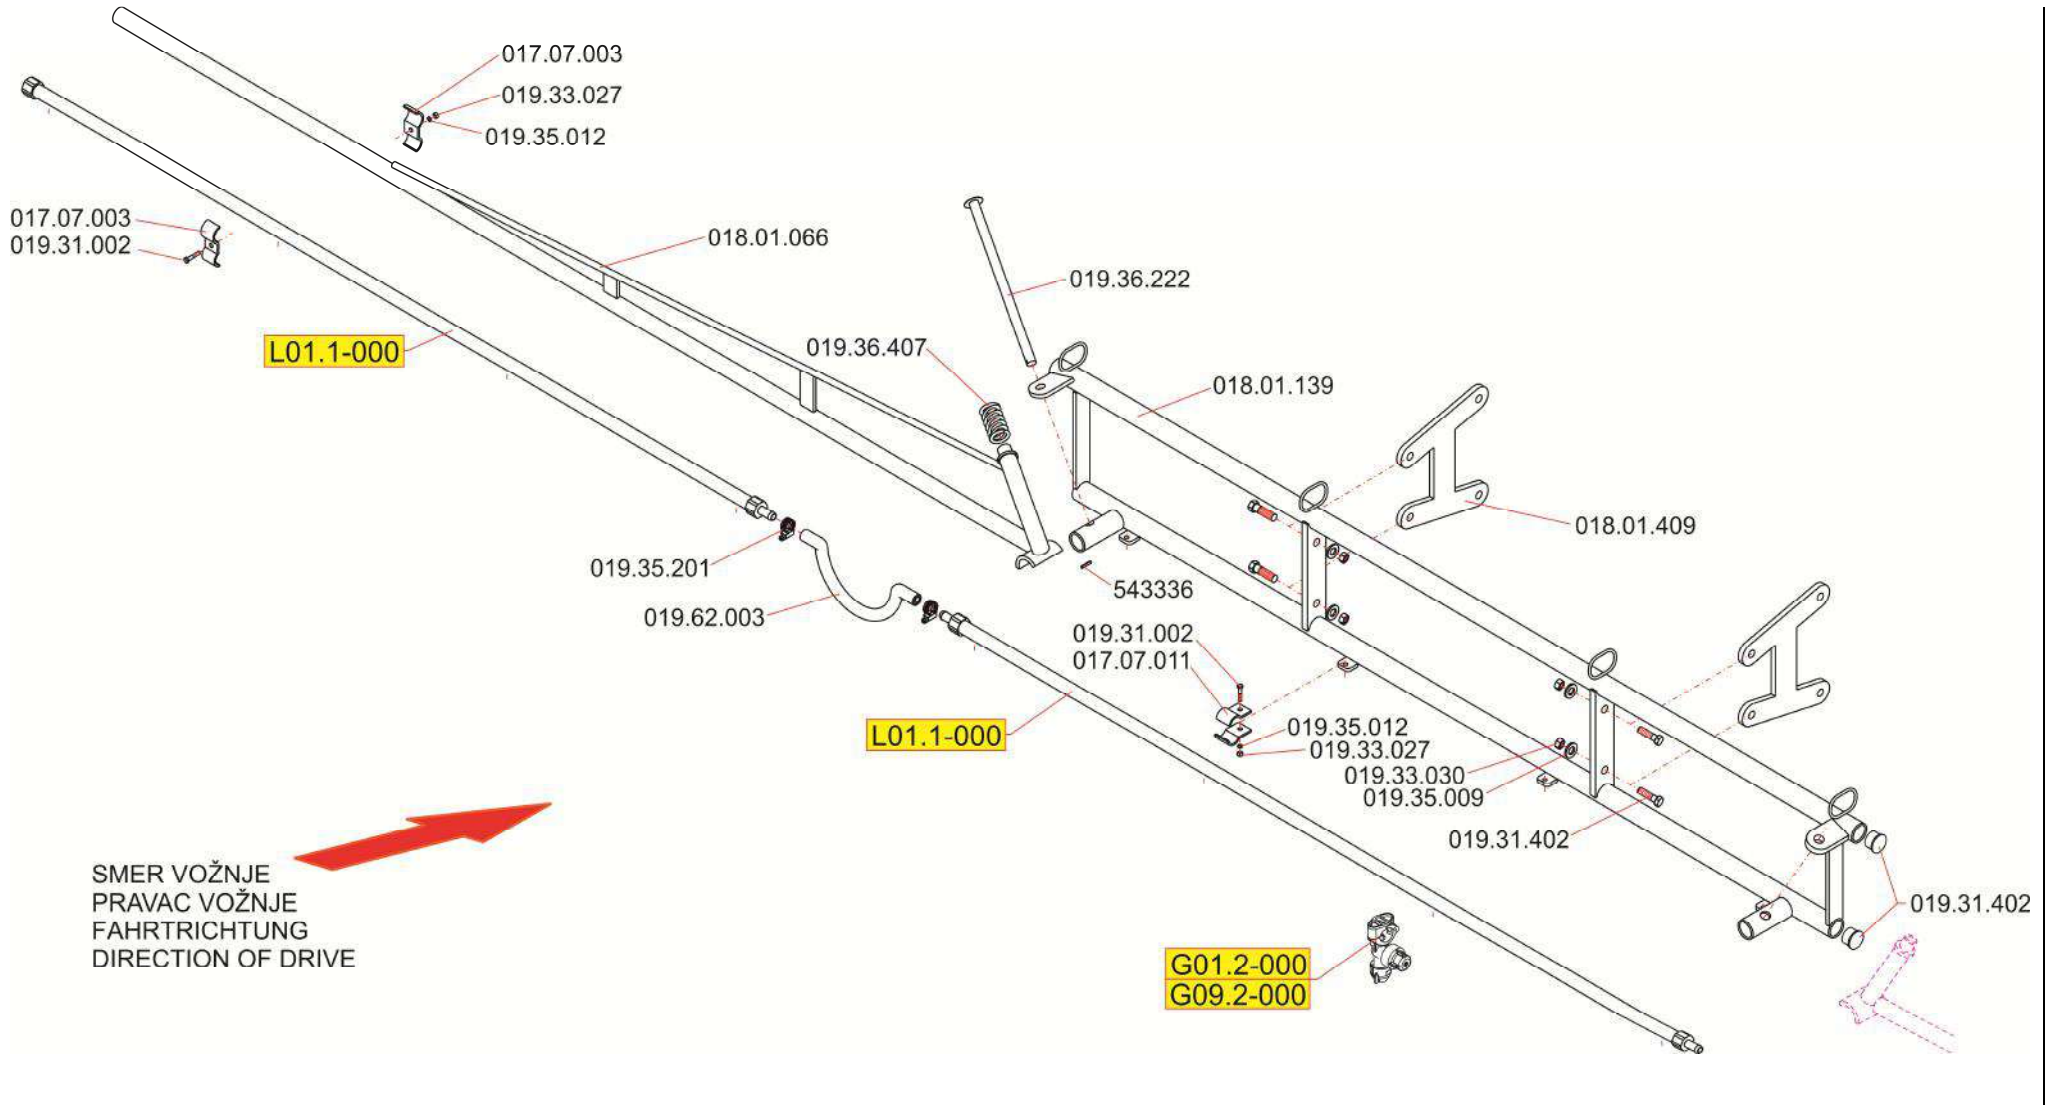 017.07.003
019.33.027
019.35.012
017.07.003
019.31.002
018.01.066
019.36.222
L01.1-000
019.36.407
018.01.139
018.01.409
019.35.201
543336
019.62.003
019.31.002
017.07.011
L01.1-000
019.35.012
019.33.027
019.33.030
019.35.009
019.31.402
019.31.402
SMER VOŽNJE
PRAVAC VOŽNJE
FAHRTRICHTUNG
DIRECTION OF DRIVE
G01.2-000
G09.2-000